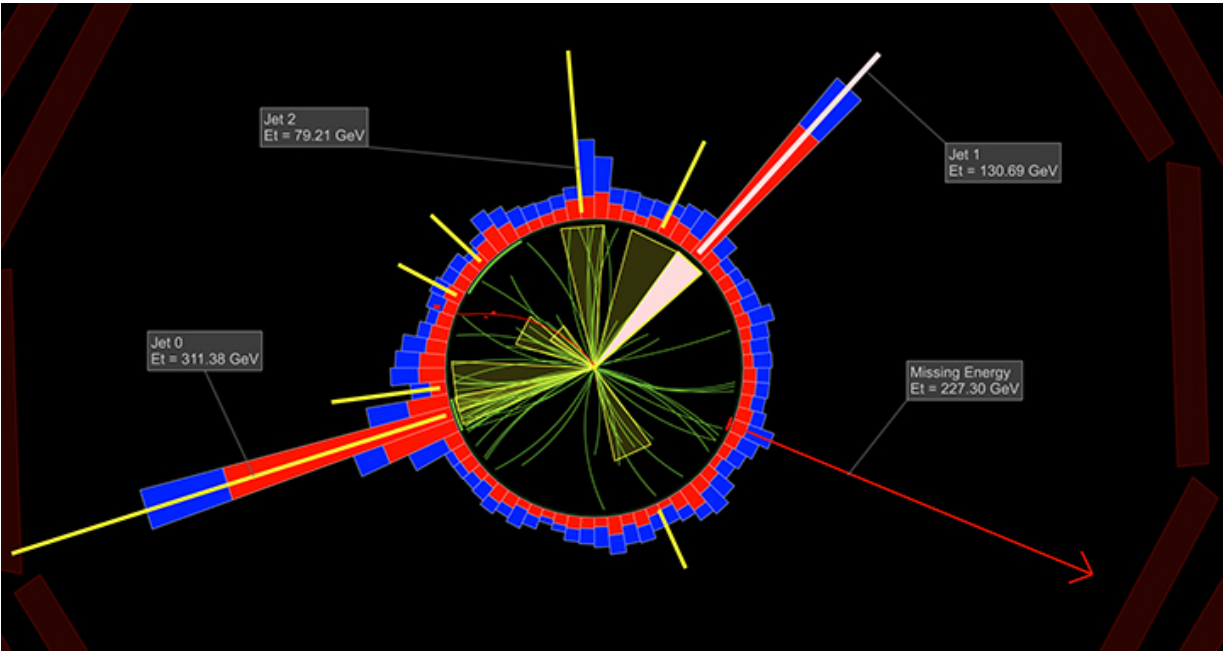 Jet 2
Et = 79.21 GeV
Jet 1
Et = 130.69 GeV
Jet 0
Et = 311.38 GeV
Missing Energy
Et = 227.30 GeV